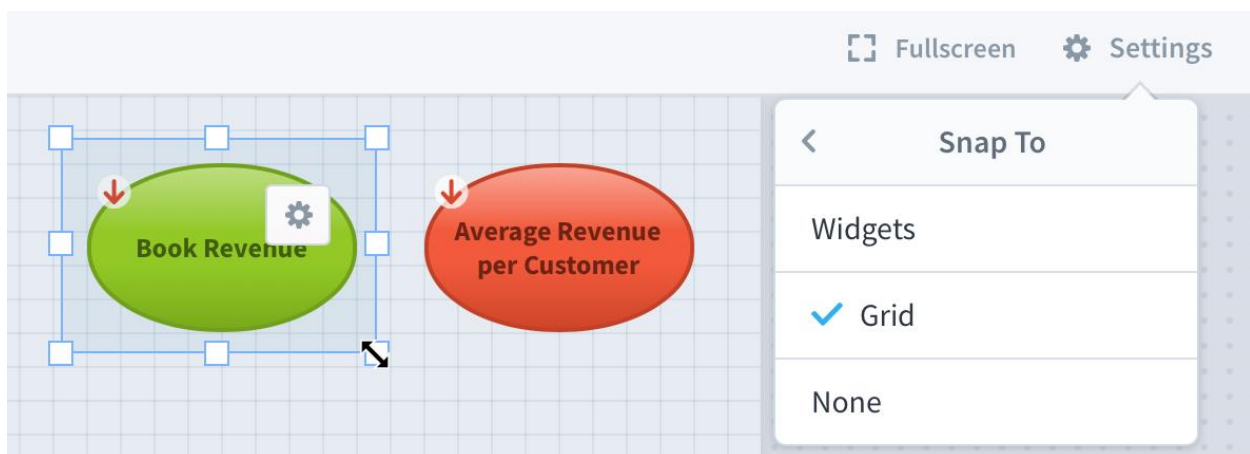 Fullscreen
Settings
Snap To
Widgets
Grid
None
Book Revenue
Average Revenue
per Customer